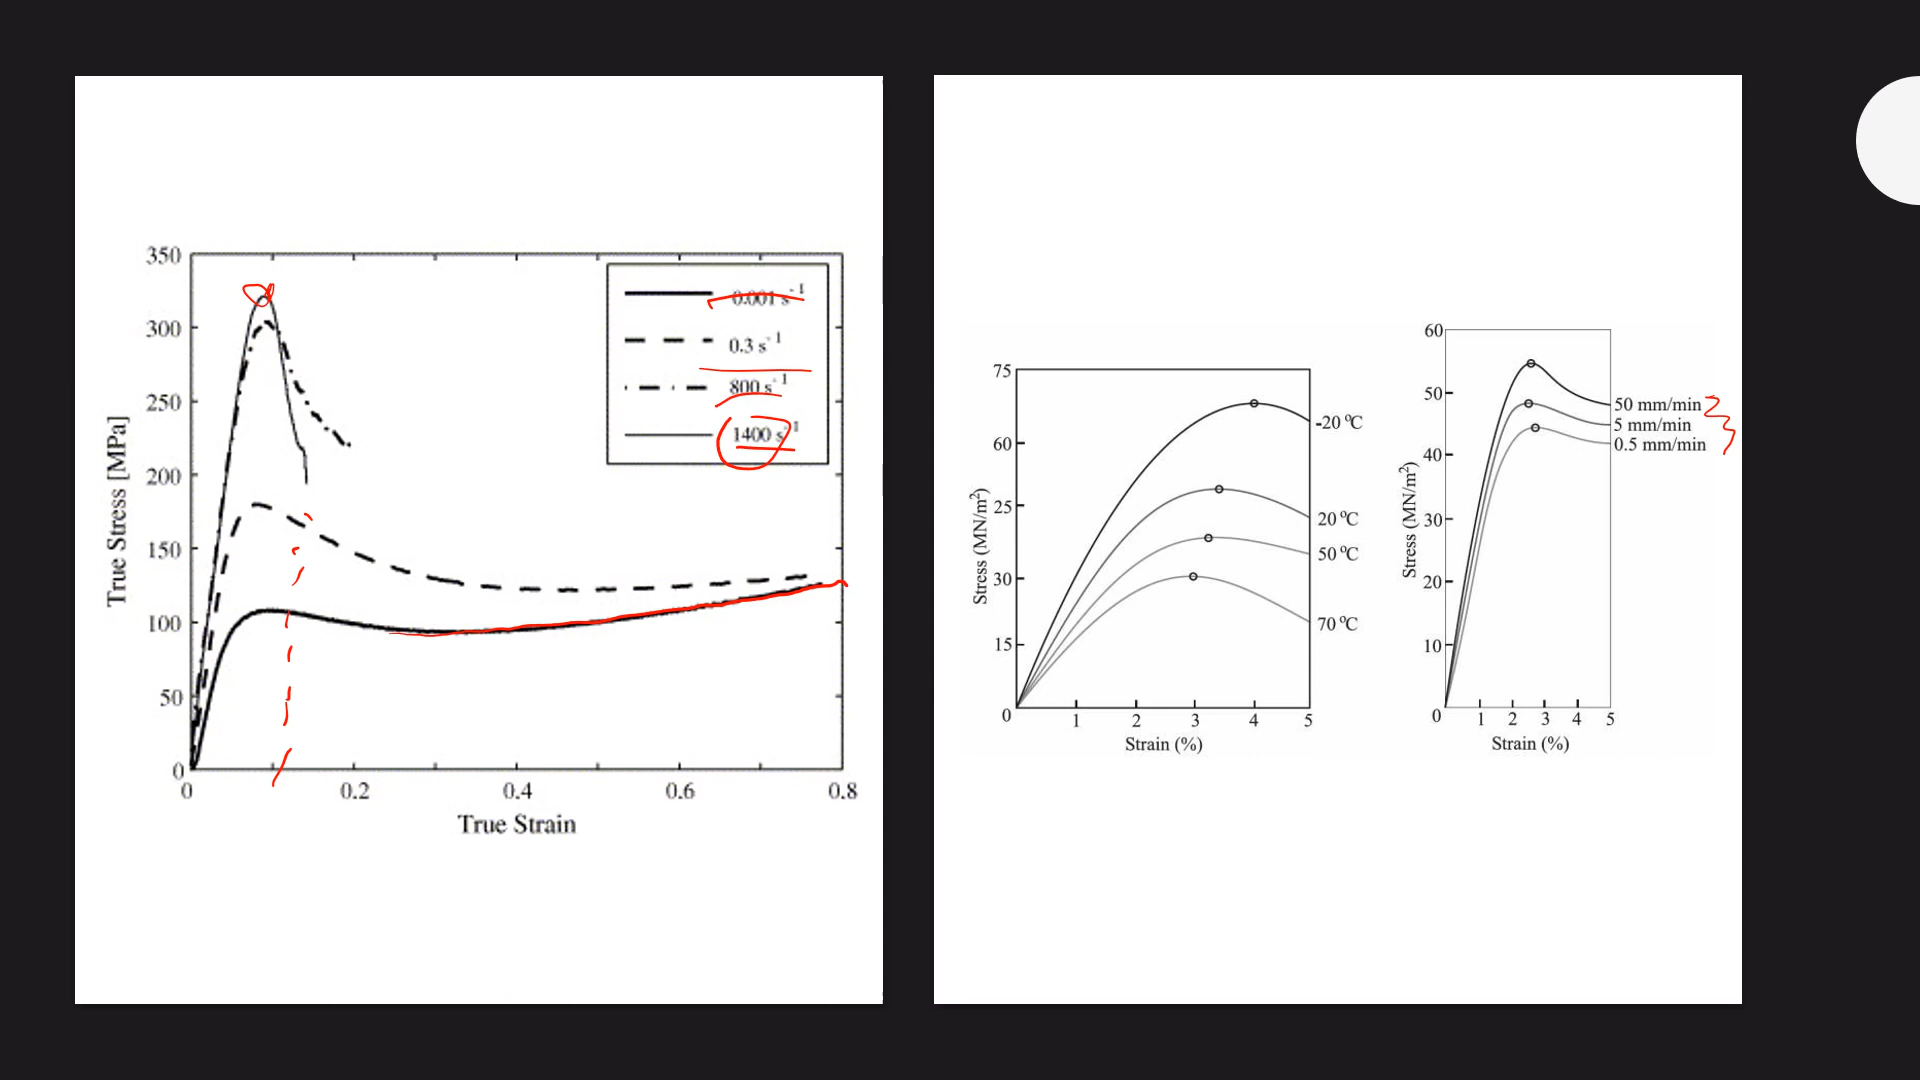 350
300
250
200
150
100
50
0
0
0.2
0.4
0.6
0.8
True Stress [MPa]
True Strain
0.001 s⁻¹
0.3 s⁻¹
800 s⁻¹
1400 s⁻¹
75
60
25
30
15
0
1
2
3
4
5
Stress (MN/m²)
Strain (%)
-20 ºC
20 ºC
50 ºC
70 ºC
60
50
40
30
20
10
0
1
2
3
4
5
Stress (MN/m²)
Strain (%)
50 mm/min
5 mm/min
0.5 mm/min